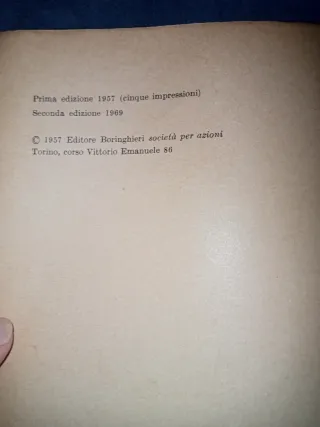 Prima edizione 1957 (cinque impressioni)
Seconda edizione 1969
© 1957 Editore Boringhieri società per azioni
Torino, corso Vittorio Emanuele 86